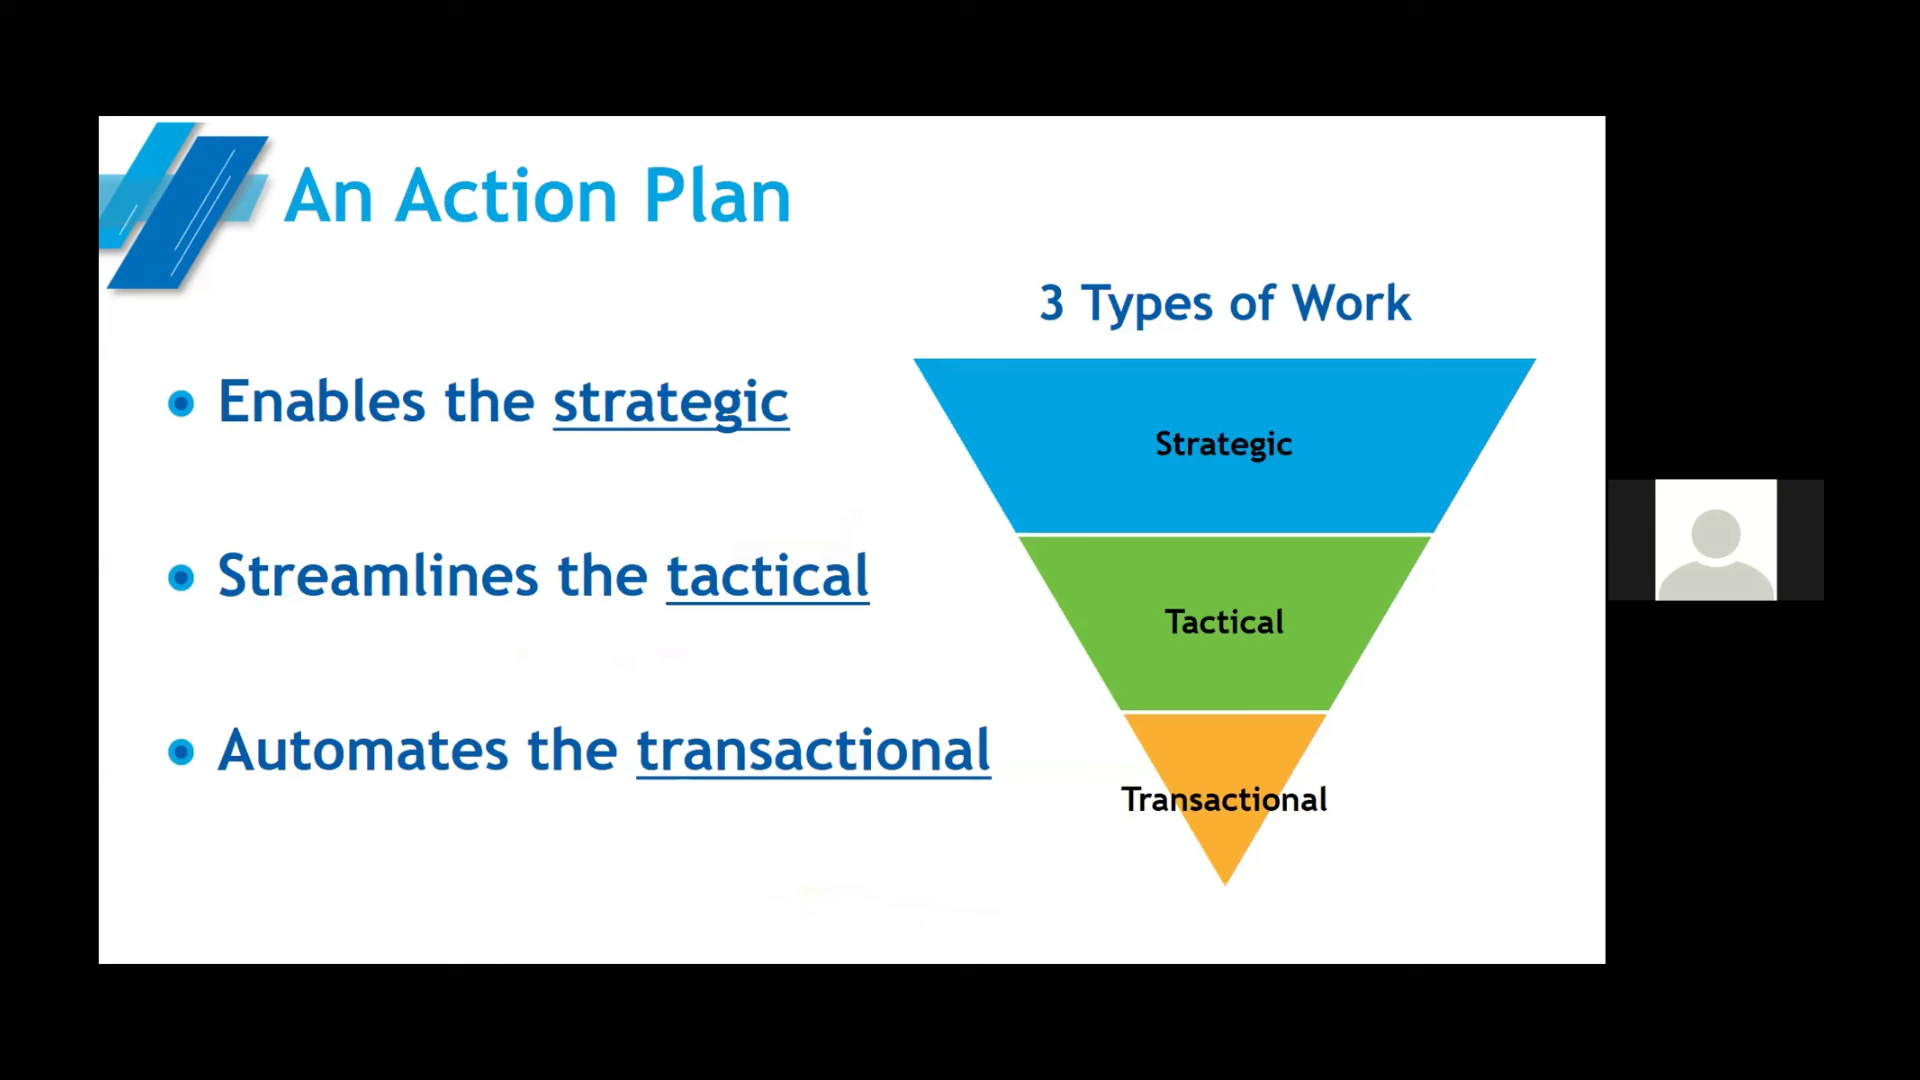 An Action Plan
3 Types of Work
Enables the strategic
Streamlines the tactical
Automates the transactional
Strategic
Tactical
Transactional